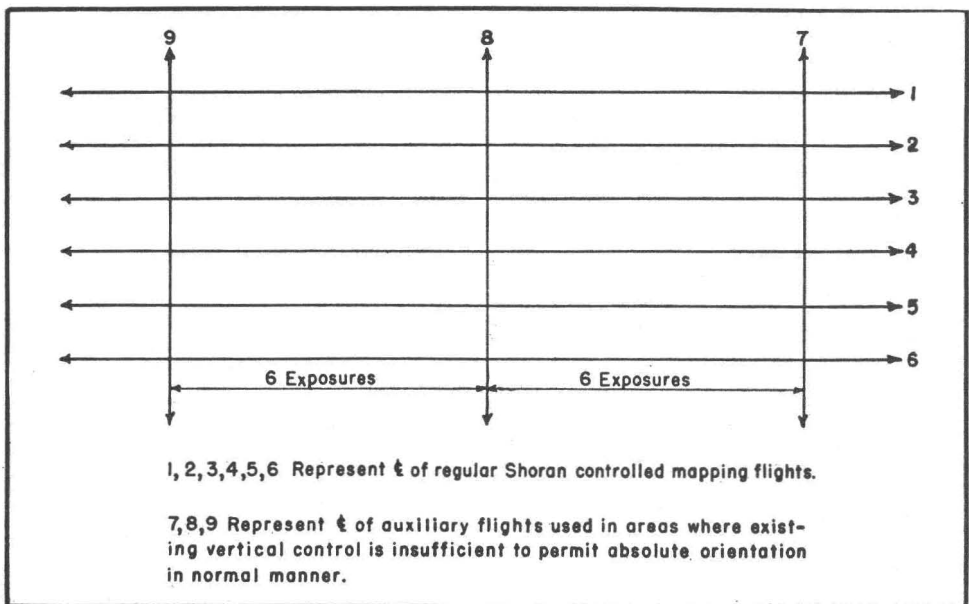 9 8 7
1
2
3
4
5
6
6 Exposures 6 Exposures
1, 2, 3, 4, 5, 6 Represent ℄ of regular Shoran controlled mapping flights.
7, 8, 9 Represent ℄ of auxiliary flights used in areas where exist-
ing vertical control is insufficient to permit absolute orientation
in normal manner.